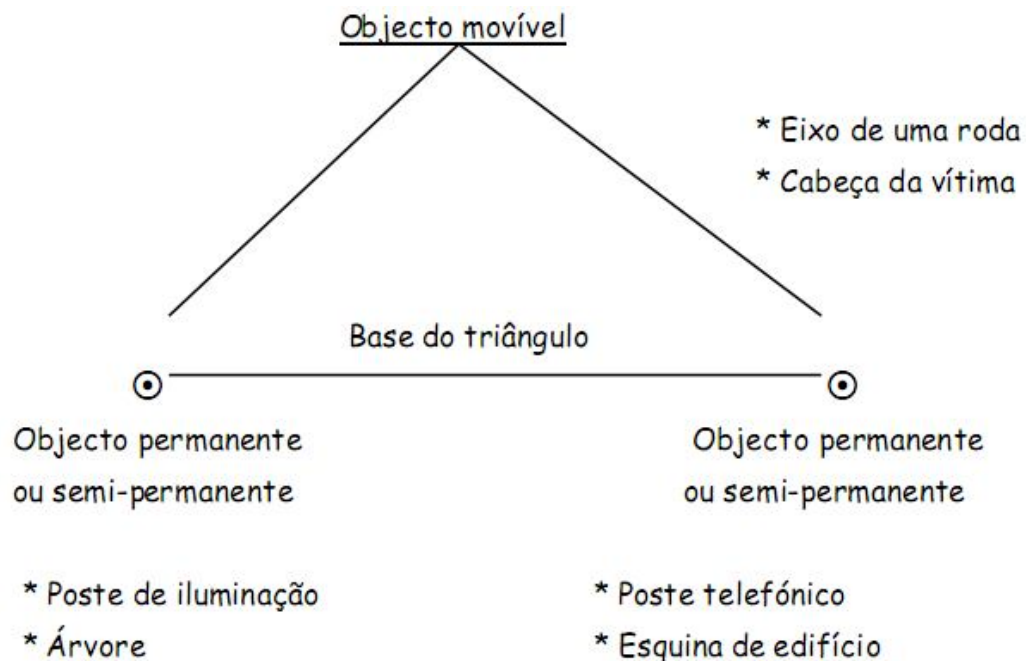 Objecto movível
* Eixo de uma roda
* Cabeça da vítima
Base do triângulo
Objecto permanente
ou semi-permanente
Objecto permanente
ou semi-permanente
* Poste de iluminação
* Árvore
* Poste telefónico
* Esquina de edifício